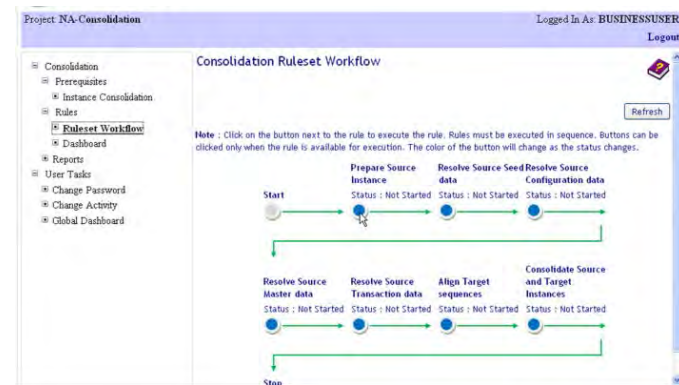 Project: NA-Consolidation
Logged In As: BUSINESSUSER
Logout
Consolidation
Prerequisites
Instance Consolidation
Rules
Ruleset Workflow
Dashboard
Reports
User Tasks
Change Password
Change Activity
Global Dashboard
Consolidation Ruleset Workflow
Refresh
Note : Click on the button next to the rule to execute the rule. Rules must be executed in sequence. Buttons can be
clicked only when the rule is available for execution. The color of the button will change as the status changes.
Start
Prepare Source
Instance
Status : Not Started
Resolve Source Seed
data
Status : Not Started
Resolve Source
Configuration data
Status : Not Started
Resolve Source
Master data
Status : Not Started
Resolve Source
Transaction data
Status : Not Started
Align Target
sequences
Status : Not Started
Consolidate Source
and Target
Instances
Status : Not Started
Stop